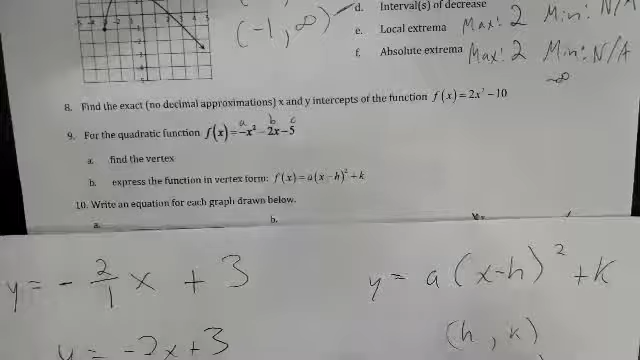 d. Interval(s) of decrease
(-1, ∞)
e. Local extrema Max: 2 Min: N/A
f. Absolute extrema Max: 2 Min: N/A
-∞
8. Find the exact (no decimal approximations) x and y intercepts of the function f(x)=2x²-10
a b c
9. For the quadratic function f(x)=-x²-2x-5
a. find the vertex
b. express the function in vertex form: f(x)=a(x-h)²+k
10. Write an equation for each graph drawn below.
a. b.
y = - 2/1 x + 3
y = a(x-h)² + k
(h, k)
y = -2x+3